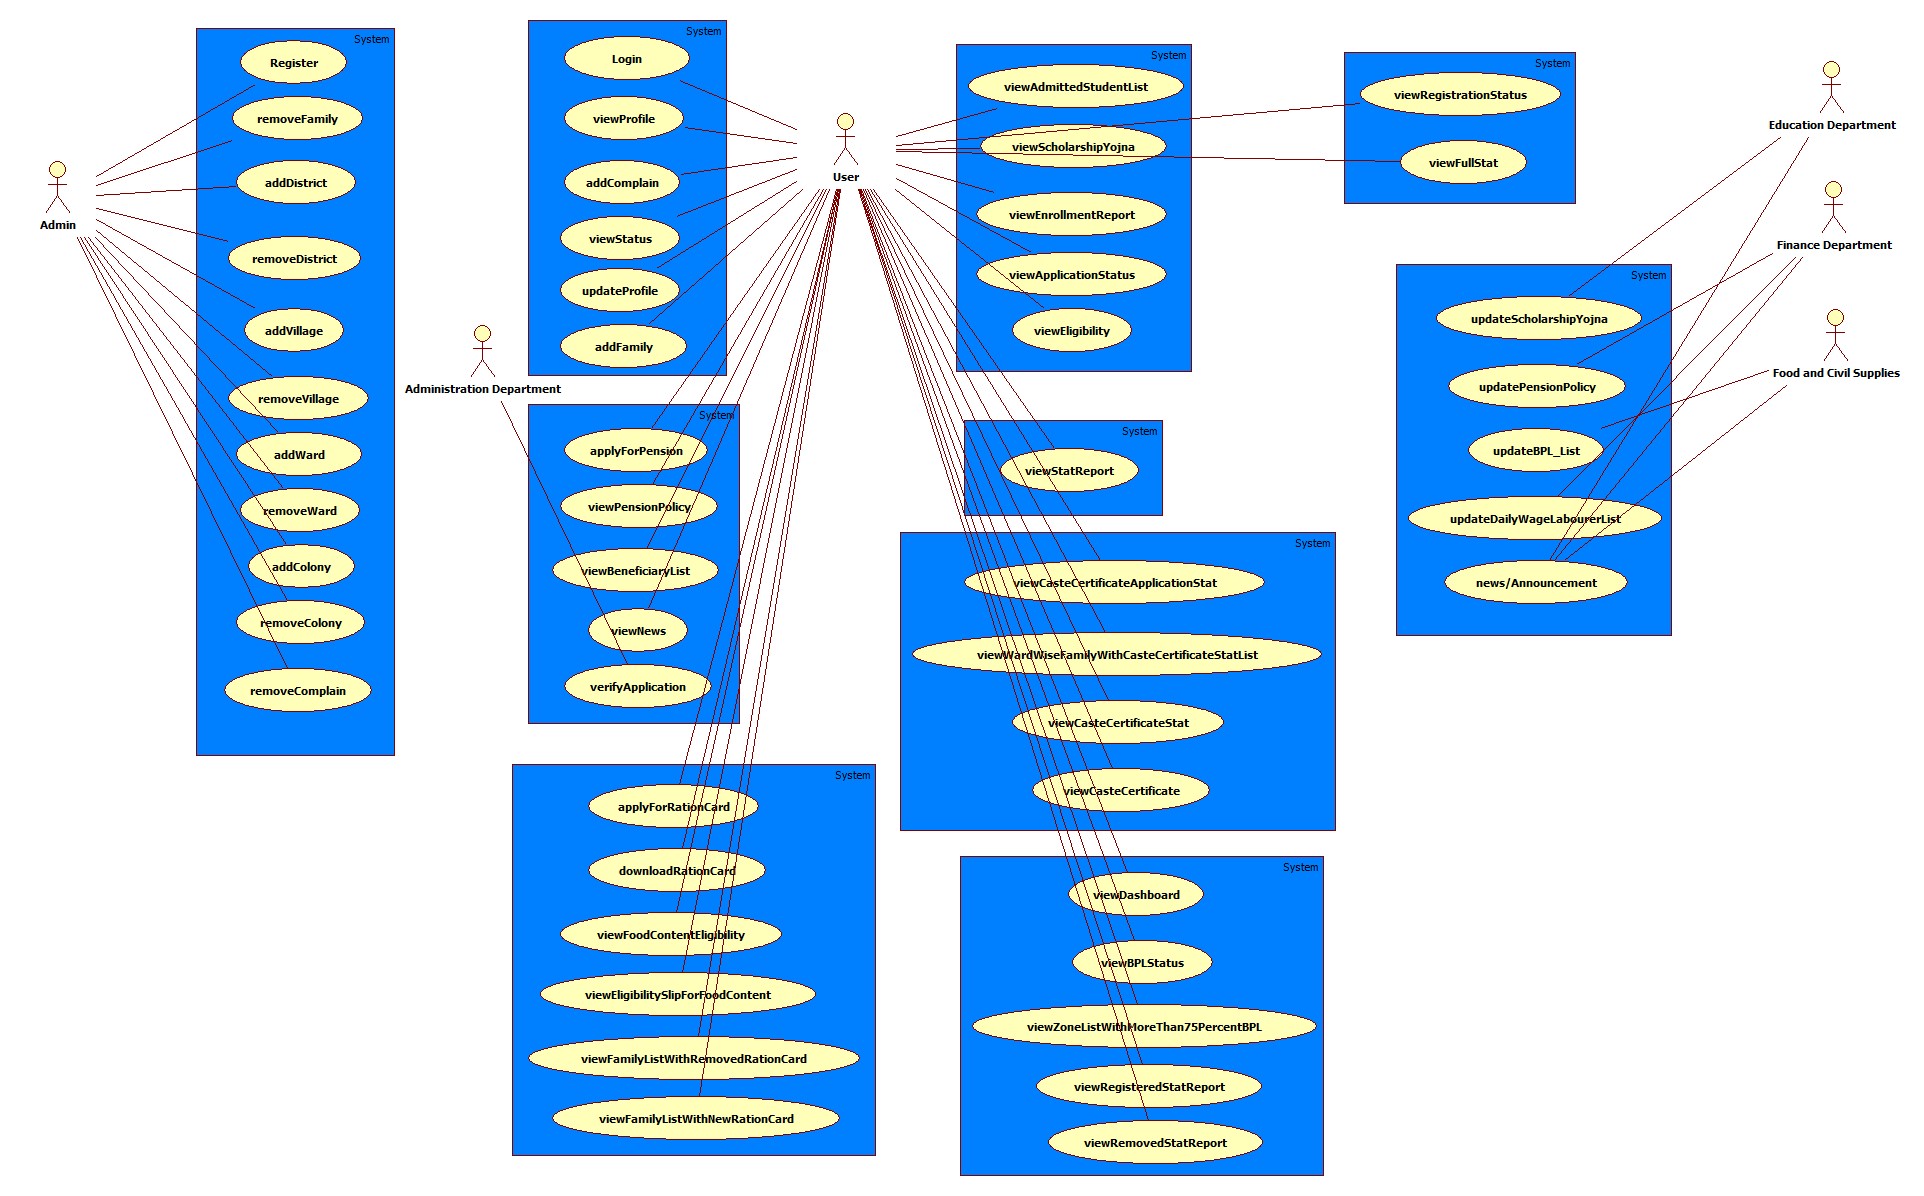 System
Register
removeFamily
addDistrict
removeDistrict
addVillage
removeVillage
addWard
removeWard
addColony
removeColony
removeComplain
Admin
System
Login
viewProfile
addComplain
viewStatus
updateProfile
addFamily
Administration Department
System
applyForPension
viewPensionPolicy
viewBeneficiaryList
viewNews
verifyApplication
System
applyForRationCard
downloadRationCard
viewFoodContentEligibility
viewEligibilitySlipForFoodContent
viewFamilyListWithRemovedRationCard
viewFamilyListWithNewRationCard
User
System
viewAdmittedStudentList
viewScholarshipYojna
viewEnrollmentReport
viewApplicationStatus
viewEligibility
System
viewStatReport
System
viewCasteCertificateApplicationStat
viewWardWiseFamilyWithCasteCertificateStatList
viewCasteCertificateStat
viewCasteCertificate
System
viewDashboard
viewBPLStatus
viewZoneListWithMoreThan75PercentBPL
viewRegisteredStatReport
viewRemovedStatReport
System
viewRegistrationStatus
viewFullStat
System
updateScholarshipYojna
updatePensionPolicy
updateBPL_List
updateDailyWageLabourerList
news/Announcement
Education Department
Finance Department
Food and Civil Supplies